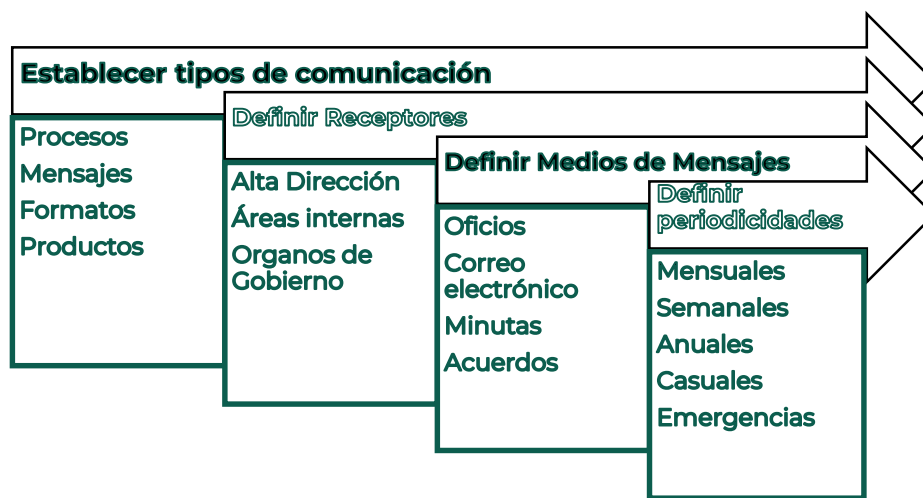 Establecer tipos de comunicación
Procesos
Mensajes
Formatos
Productos
Definir Receptores
Alta Dirección
Áreas internas
Organos de
Gobierno
Definir Medios de Mensajes
Oficios
Correo
electrónico
Minutas
Acuerdos
Definir
periodicidades
Mensuales
Semanales
Anuales
Casuales
Emergencias